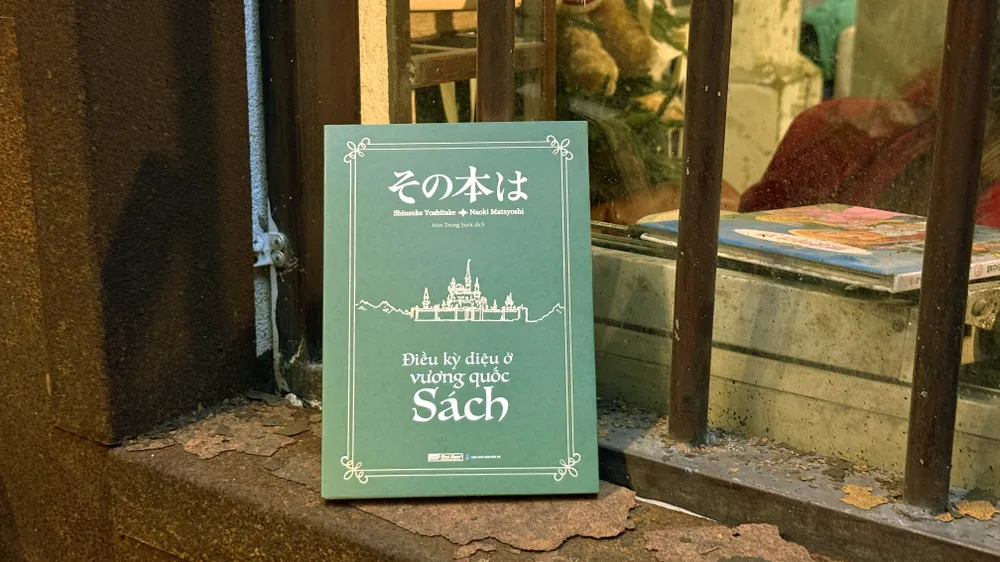 その本は
Shinsuke Yoshitake ✦ Naoki Matayoshi
Điều kỳ diệu ở
vương quốc
Sách